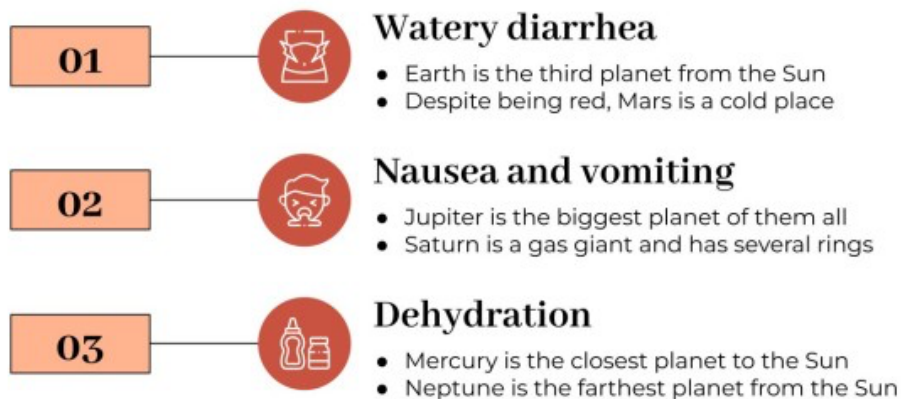 01
Watery diarrhea
● Earth is the third planet from the Sun
● Despite being red, Mars is a cold place
02
Nausea and vomiting
● Jupiter is the biggest planet of them all
● Saturn is a gas giant and has several rings
03
Dehydration
● Mercury is the closest planet to the Sun
● Neptune is the farthest planet from the Sun